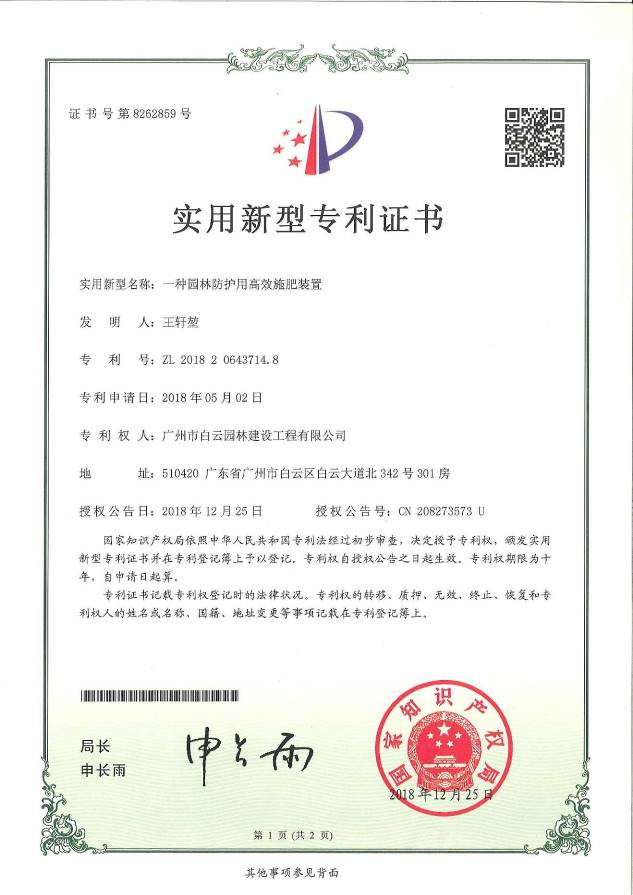 证书号第8262859号
实用新型专利证书
实用新型名称：一种园林防护用高效施肥装置
发明人：王轩堃
专利号：ZL 2018 2 0643714.8
专利申请日：2018年05月02日
专利权人：广州市白云园林建设工程有限公司
地址：510420 广东省广州市白云区白云大道北342号301房
授权公告日：2018年12月25日 授权公告号：CN 208273573 U
国家知识产权局依照中华人民共和国专利法经过初步审查，决定授予专利权，颁发实用
新型专利证书并在专利登记簿上予以登记。专利权自授权公告之日起生效。专利权期限为十
年，自申请日起算。
专利证书记载专利权登记时的法律状况。专利权的转移、质押、无效、终止、恢复和专
利权人的姓名或名称、国籍、地址变更等事项记载在专利登记簿上。
局长
申长雨
申长雨
国家知识产权局
2018年12月25日
第 1 页 (共 2 页)
其他事项参见背面